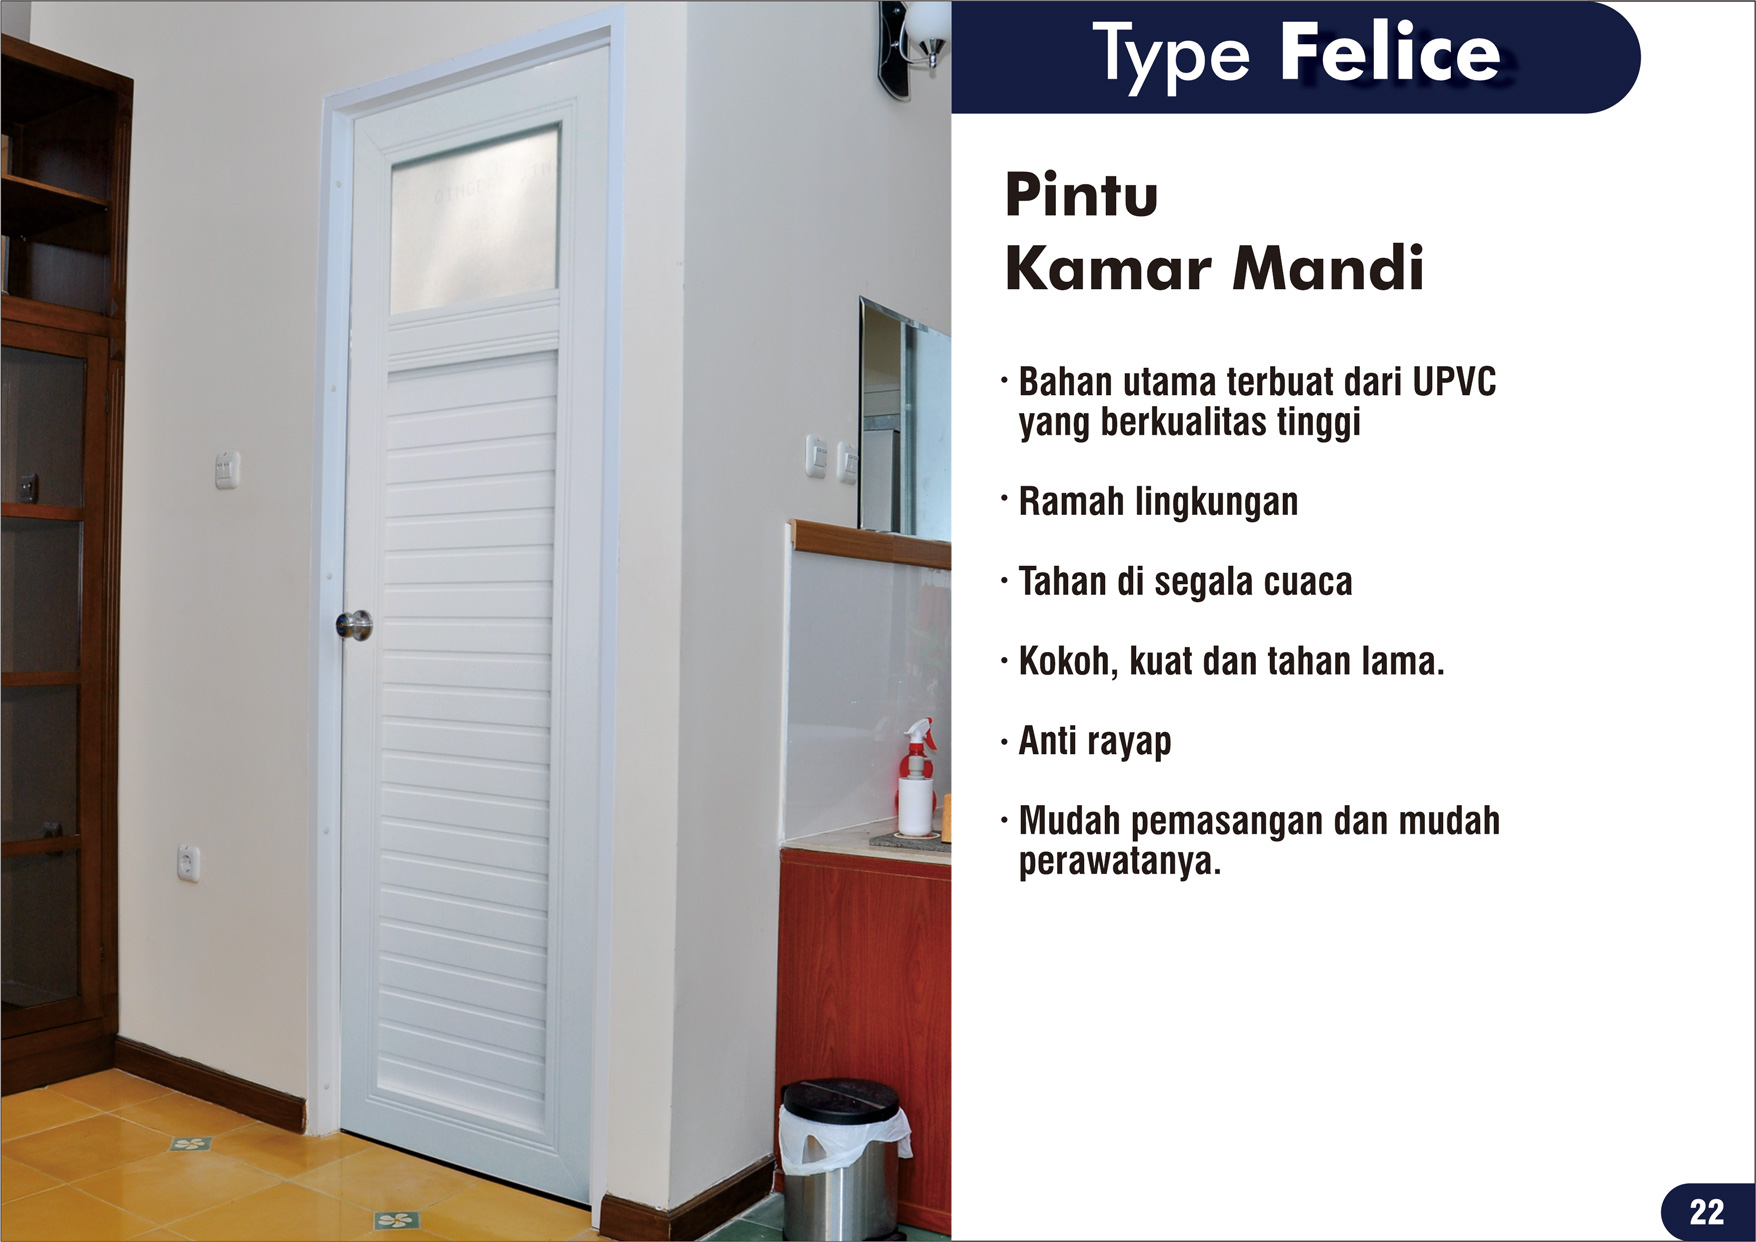 Type Felice
Pintu
Kamar Mandi
· Bahan utama terbuat dari UPVC
yang berkualitas tinggi
· Ramah lingkungan
· Tahan di segala cuaca
· Kokoh, kuat dan tahan lama.
· Anti rayap
· Mudah pemasangan dan mudah
perawatanya.
22